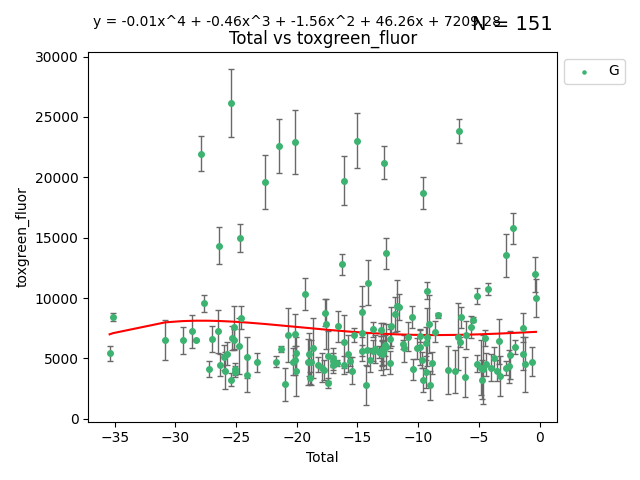 y = -0.01x^4 + -0.46x^3 + -1.56x^2 + 46.26x + 7209.28
N = 151
Total vs toxgreen_fluor
G
30000
25000
20000
15000
10000
5000
0
toxgreen_fluor
−35 −30 −25 −20 −15 −10 −5 0
Total